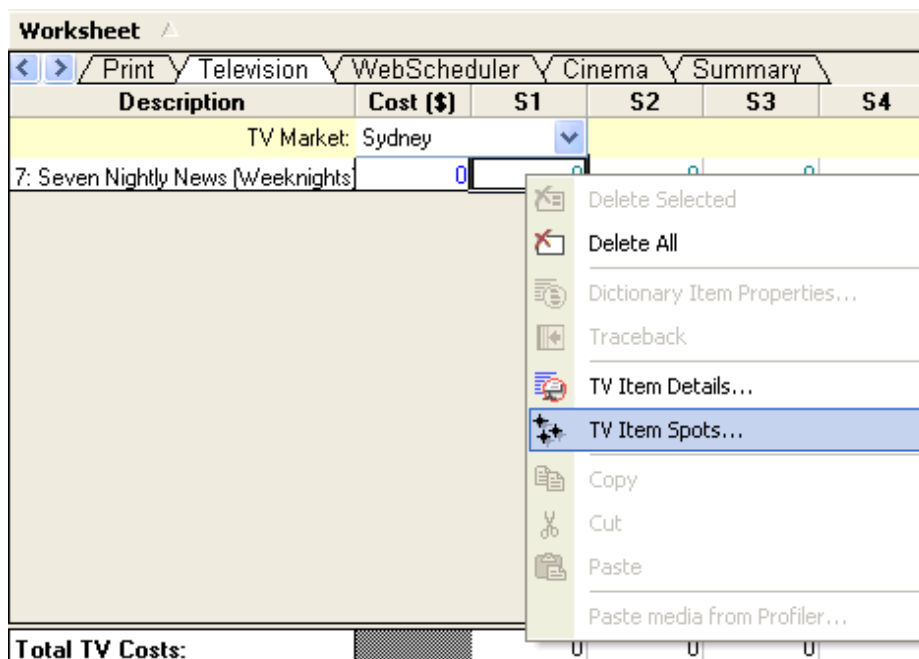 Worksheet
Print Television WebScheduler Cinema Summary
Description Cost ($) S1 S2 S3 S4
TV Market: Sydney
7: Seven Nightly News (Weeknights) 0 0 0 0
Delete Selected
Delete All
Dictionary Item Properties...
Traceback
TV Item Details...
TV Item Spots...
Copy
Cut
Paste
Paste media from Profiler...
Total TV Costs: 0 0 0